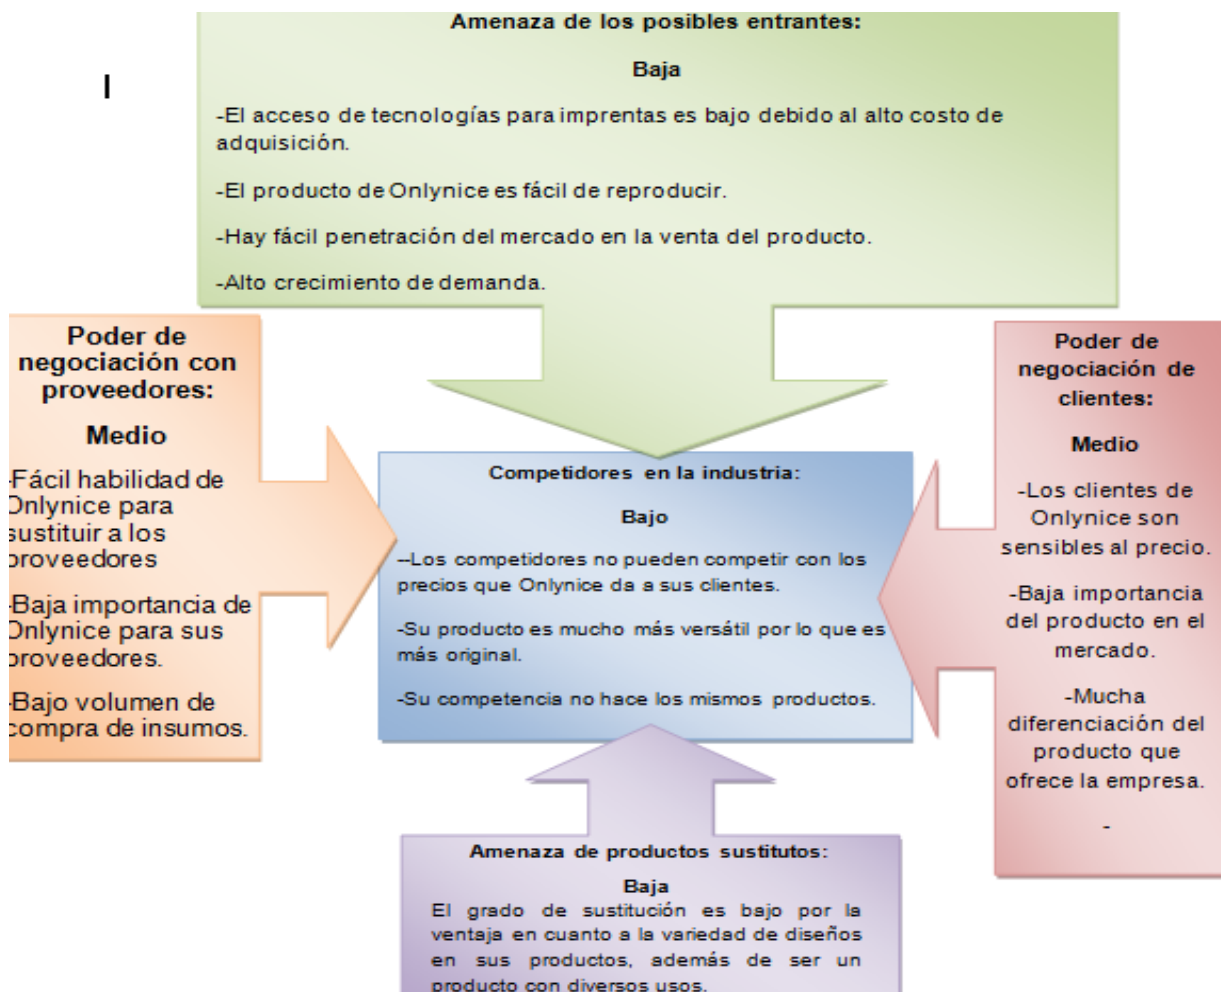 Amenaza de los posibles entrantes:
Baja
-El acceso de tecnologías para imprentas es bajo debido al alto costo de
adquisición.
-El producto de Onlynice es fácil de reproducir.
-Hay fácil penetración del mercado en la venta del producto.
-Alto crecimiento de demanda.
I
Poder de
negociación con
proveedores:
Medio
-Fácil habilidad de
Onlynice para
sustituir a los
proveedores
-Baja importancia de
Onlynice para sus
proveedores.
-Bajo volumen de
compra de insumos.
Competidores en la industria:
Bajo
--Los competidores no pueden competir con los
precios que Onlynice da a sus clientes.
-Su producto es mucho más versátil por lo que es
más original.
-Su competencia no hace los mismos productos.
Poder de
negociación de
clientes:
Medio
-Los clientes de
Onlynice son
sensibles al precio.
-Baja importancia
del producto en el
mercado.
-Mucha
diferenciación del
producto que
ofrece la empresa.
-
Amenaza de productos sustitutos:
Baja
El grado de sustitución es bajo por la
ventaja en cuanto a la variedad de diseños
en sus productos, además de ser un
producto con diversos usos.